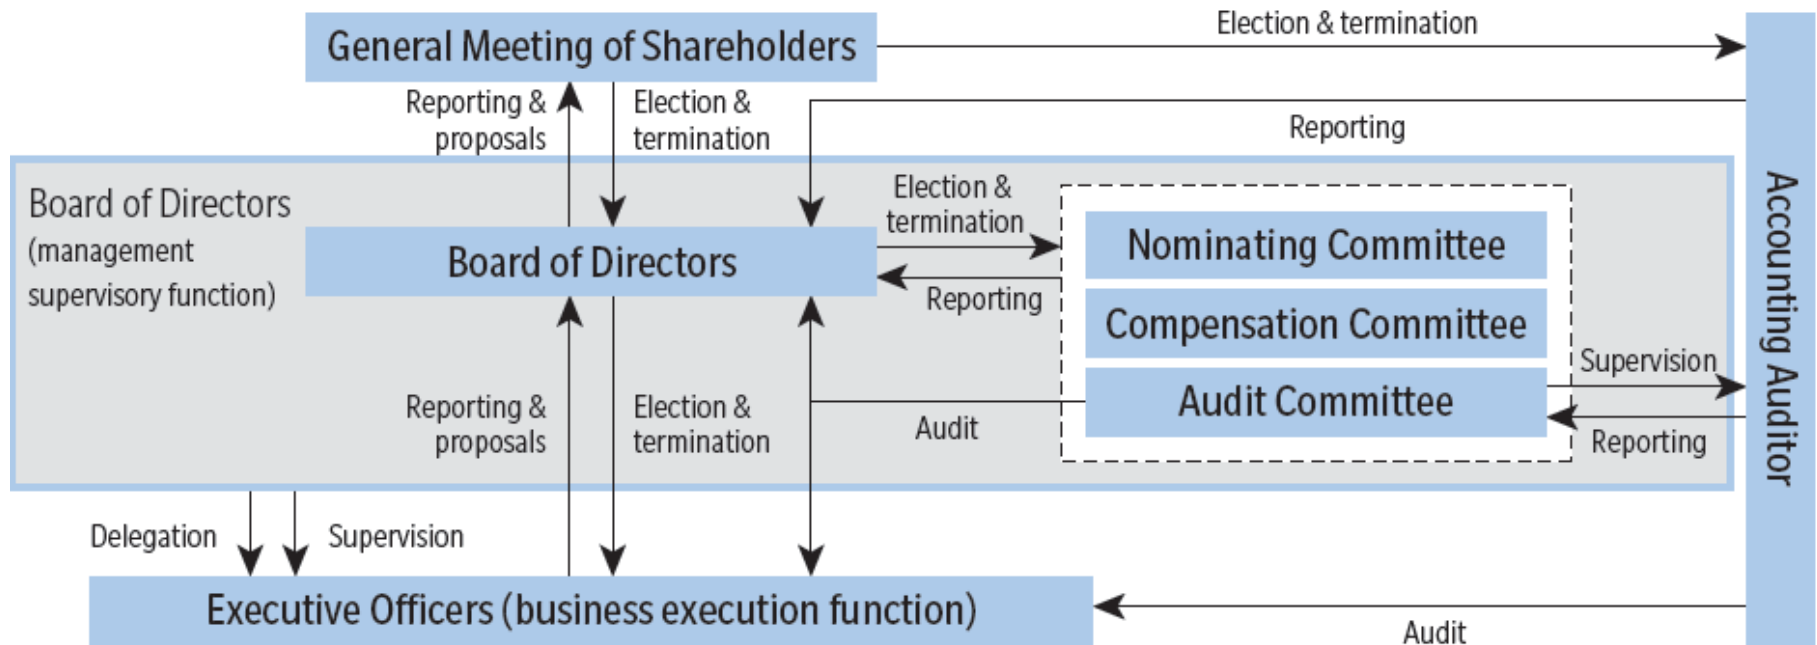 General Meeting of Shareholders
Election & termination
Reporting &
proposals
Election &
termination
Reporting
Board of Directors
(management
supervisory function)
Board of Directors
Election &
termination
Reporting
Nominating Committee
Compensation Committee
Audit Committee
Supervision
Reporting
Accounting Auditor
Reporting &
proposals
Election &
termination
Audit
Delegation
Supervision
Executive Officers (business execution function)
Audit